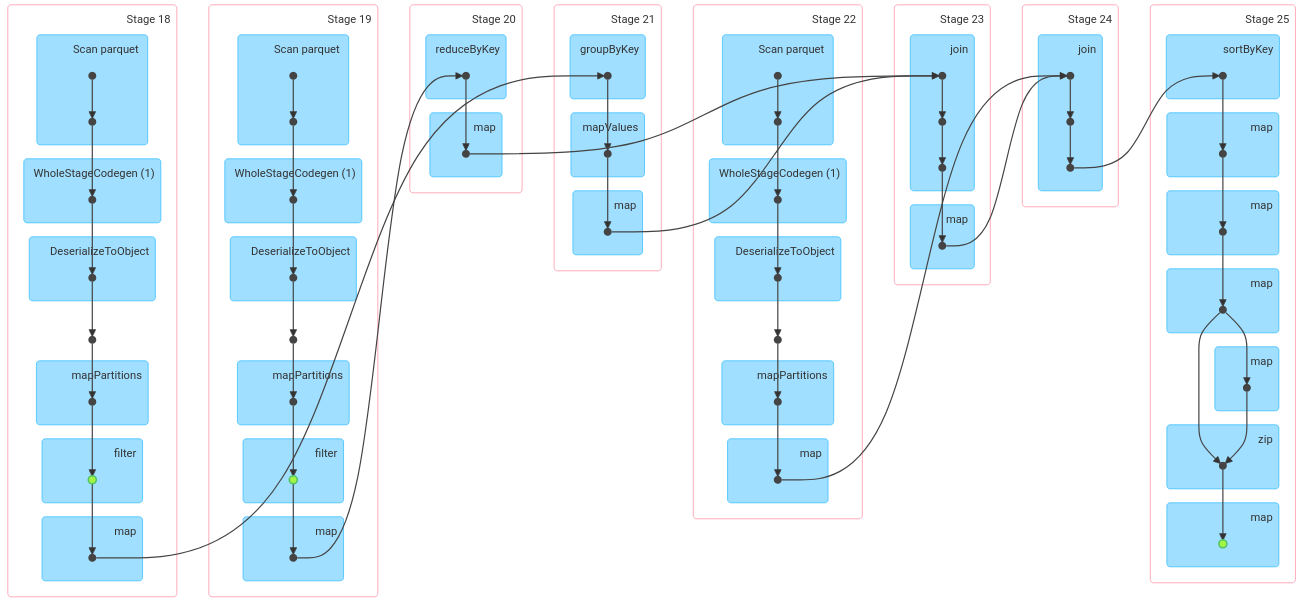 Stage 18
Scan parquet
WholeStageCodegen (1)
DeserializeToObject
mapPartitions
filter
map
Stage 19
Scan parquet
WholeStageCodegen (1)
DeserializeToObject
mapPartitions
filter
map
Stage 20
reduceByKey
map
Stage 21
groupByKey
mapValues
map
Stage 22
Scan parquet
WholeStageCodegen (1)
DeserializeToObject
mapPartitions
map
Stage 23
join
map
Stage 24
join
Stage 25
sortByKey
map
map
map
map
zip
map